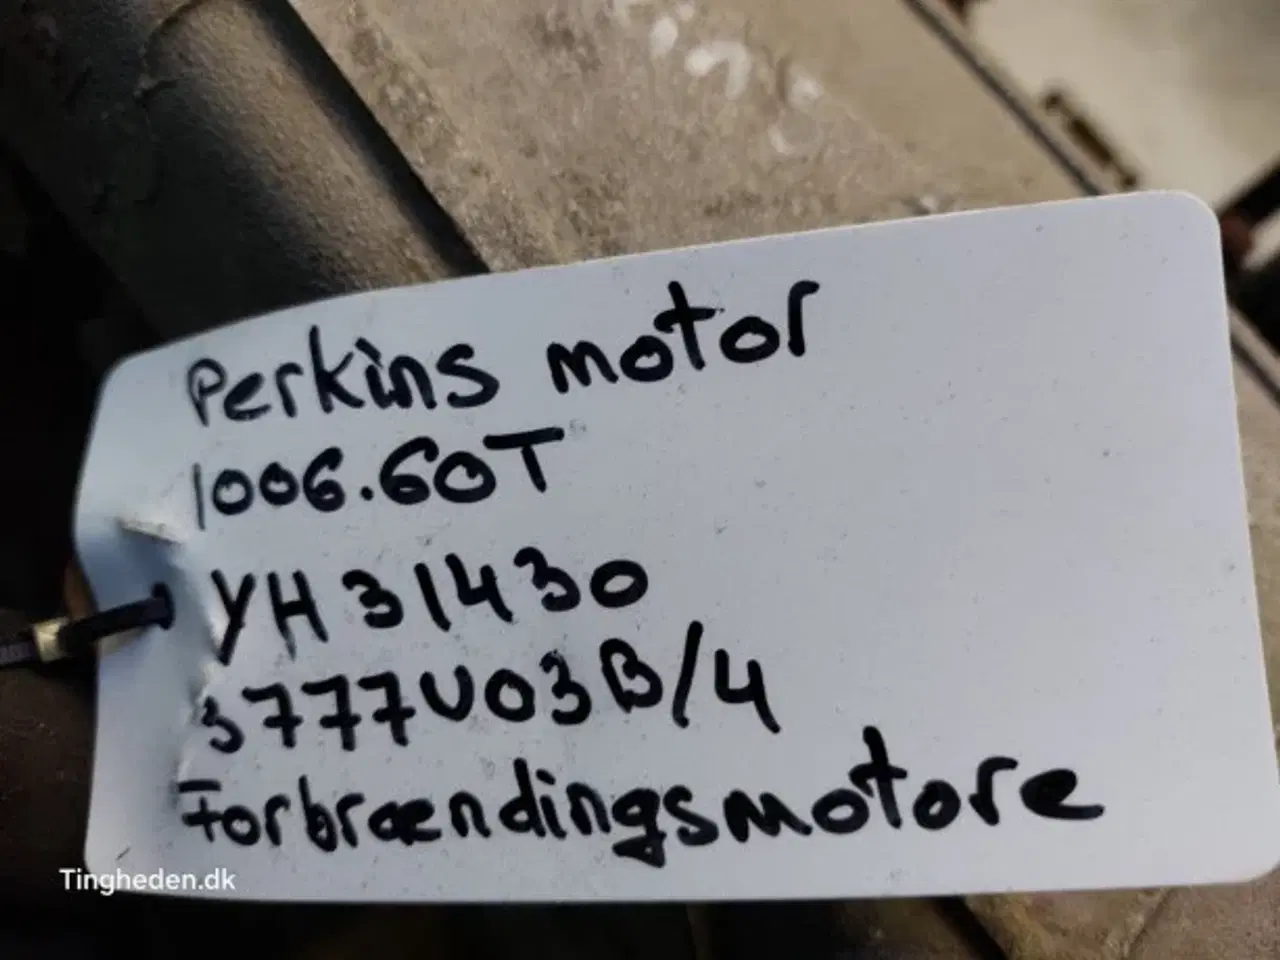 Perkins motor
1006.60T
YH31430
3777U03B/4
Forbrændingsmotore
Tingheden.dk